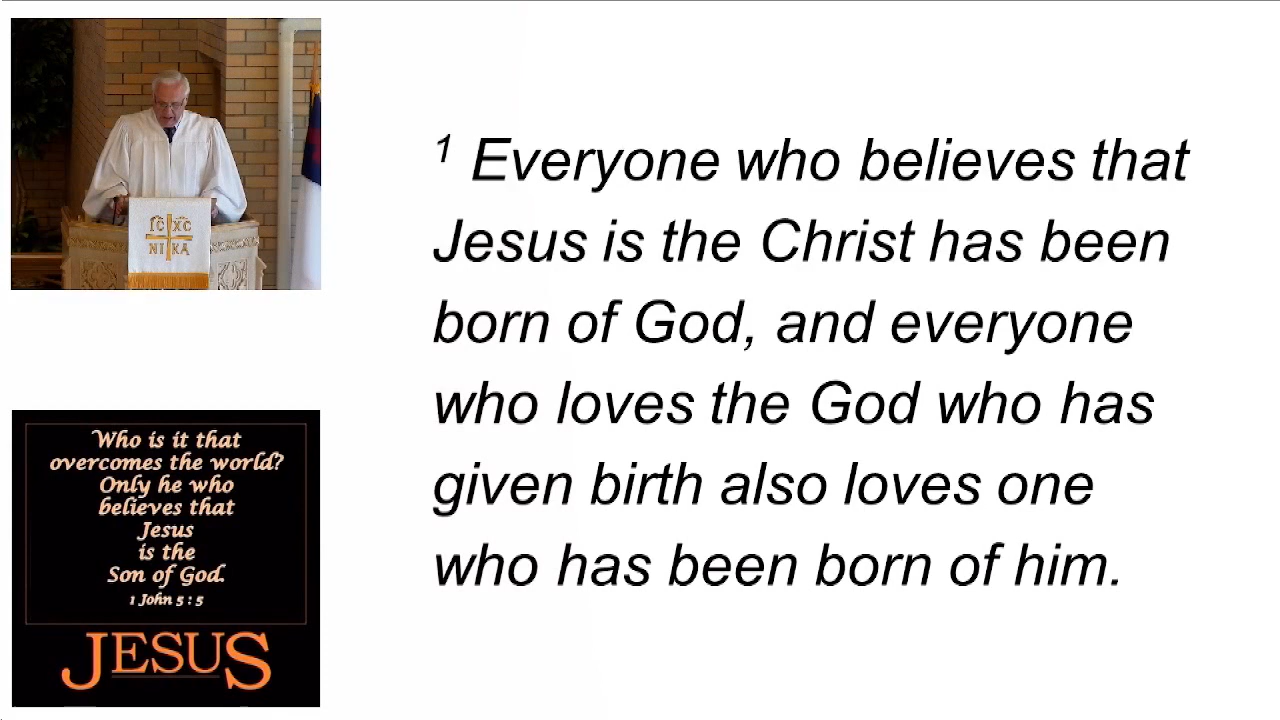 IC XC
NI KA
1 Everyone who believes that
Jesus is the Christ has been
born of God, and everyone
who loves the God who has
given birth also loves one
who has been born of him.
Who is it that
overcomes the world?
Only he who
believes that
Jesus
is the
Son of God.
1 John 5 : 5
JESUS